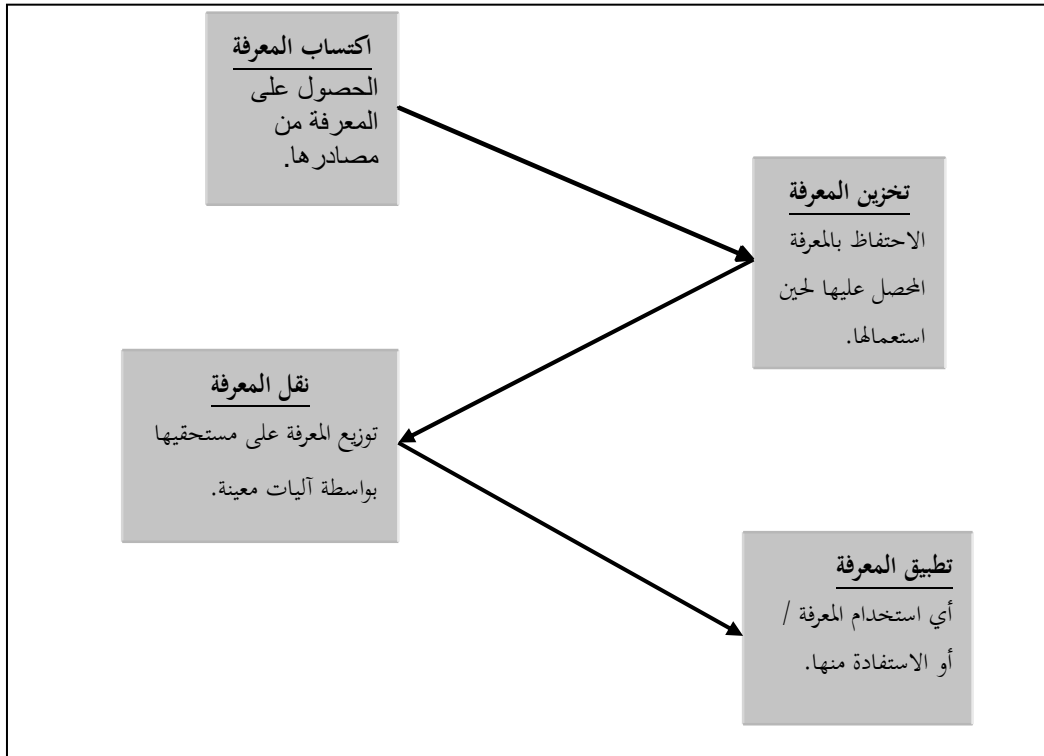 اكتساب المعرفة
الحصول على
المعرفة من
مصادرها.
تخزين المعرفة
الاحتفاظ بالمعرفة
المحصل عليها لحين
استعمالها.
نقل المعرفة
توزيع المعرفة على مستحقيها
بواسطة آليات معينة.
تطبيق المعرفة
أي استخدام المعرفة /
أو الاستفادة منها.